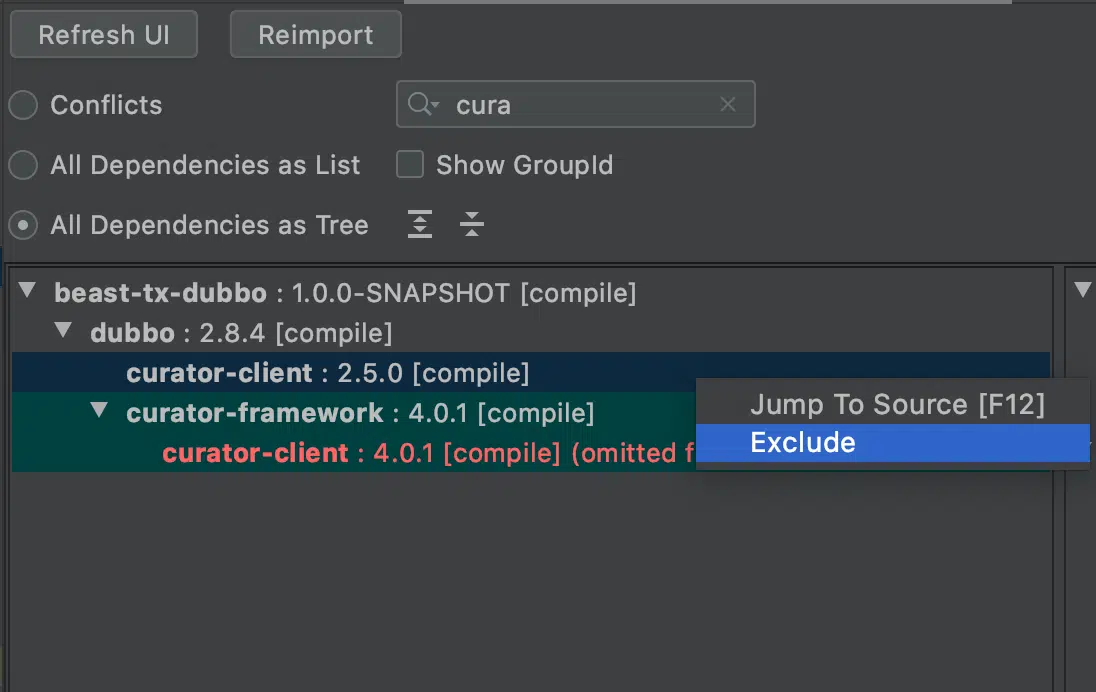 Refresh UI Reimport
Conflicts cura
All Dependencies as List Show GroupId
All Dependencies as Tree
beast-tx-dubbo : 1.0.0-SNAPSHOT [compile]
dubbo : 2.8.4 [compile]
curator-client : 2.5.0 [compile]
curator-framework : 4.0.1 [compile]
curator-client : 4.0.1 [compile] (omitted f
Jump To Source [F12]
Exclude